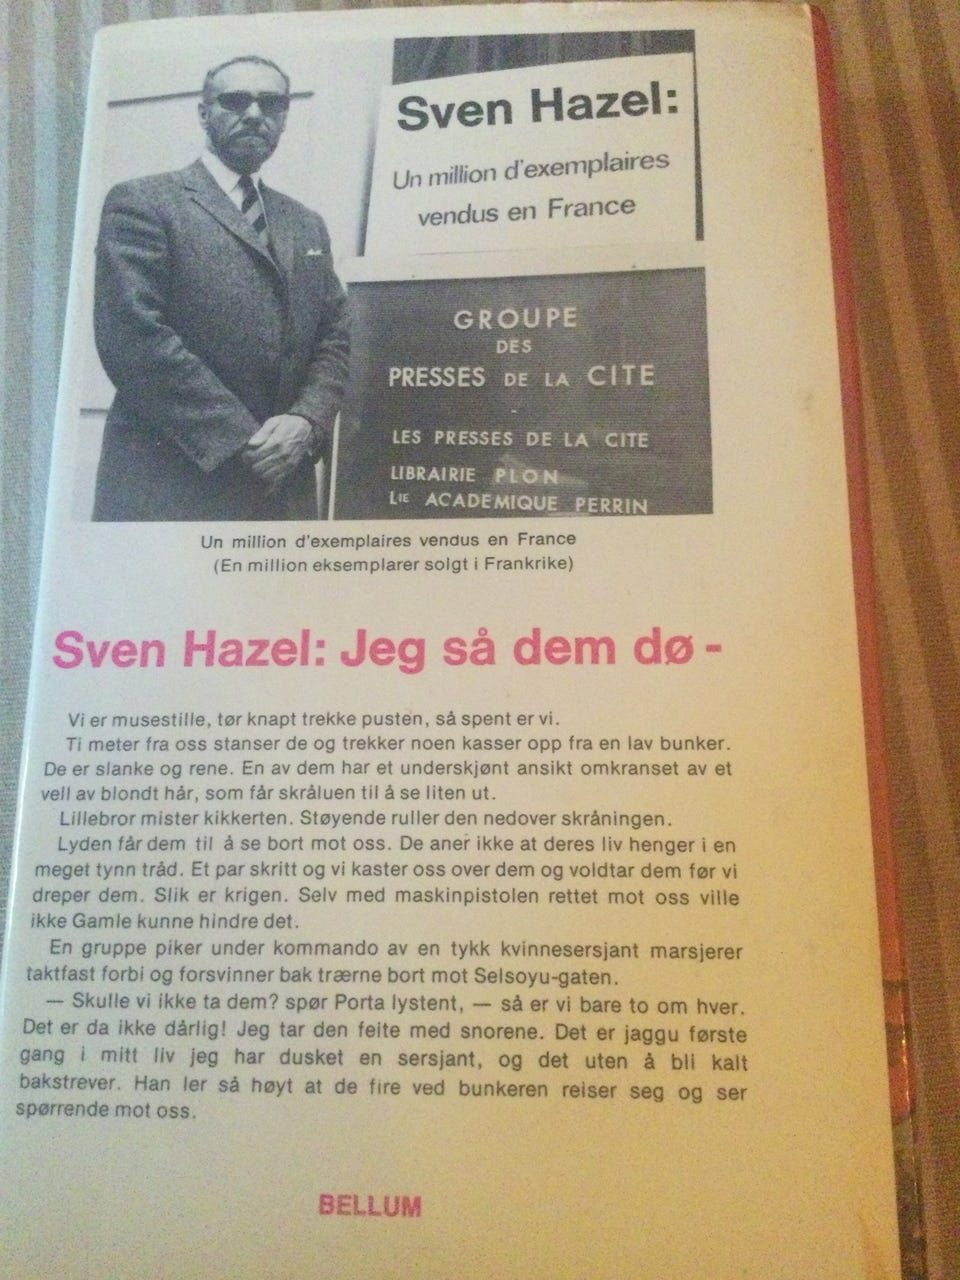 Sven Hazel:
Un million d'exemplaires
vendus en France
GROUPE
DES
PRESSES DE LA CITE
LES PRESSES DE LA CITE
LIBRAIRIE PLON
LIE ACADEMIQUE PERRIN
Un million d'exemplaires vendus en France
(En million eksemplarer solgt i Frankrike)
Sven Hazel: Jeg så dem dø -
Vi er musestille, tør knapt trekke pusten, så spent er vi.
Ti meter fra oss stanser de og trekker noen kasser opp fra en lav bunker.
De er slanke og rene. En av dem har et underskjønt ansikt omkranset av et
vell av blondt hår, som får skråluen til å se liten ut.
Lillebror mister kikkerten. Støyende ruller den nedover skråningen.
Lyden får dem til å se bort mot oss. De aner ikke at deres liv henger i en
meget tynn tråd. Et par skritt og vi kaster oss over dem og voldtar dem før vi
dreper dem. Slik er krigen. Selv med maskinpistolen rettet mot oss ville
ikke Gamle kunne hindre det.
En gruppe piker under kommando av en tykk kvinnesersjant marsjerer
taktfast forbi og forsvinner bak trærne bort mot Selsoyu-gaten.
— Skulle vi ikke ta dem? spør Porta lystent, — så er vi bare to om hver.
Det er da ikke dårlig! Jeg tar den feite med snorene. Det er jaggu første
gang i mitt liv jeg har dusket en sersjant, og det uten å bli kalt
bakstrever. Han ler så høyt at de fire ved bunkeren reiser seg og ser
spørrende mot oss.
BELLUM